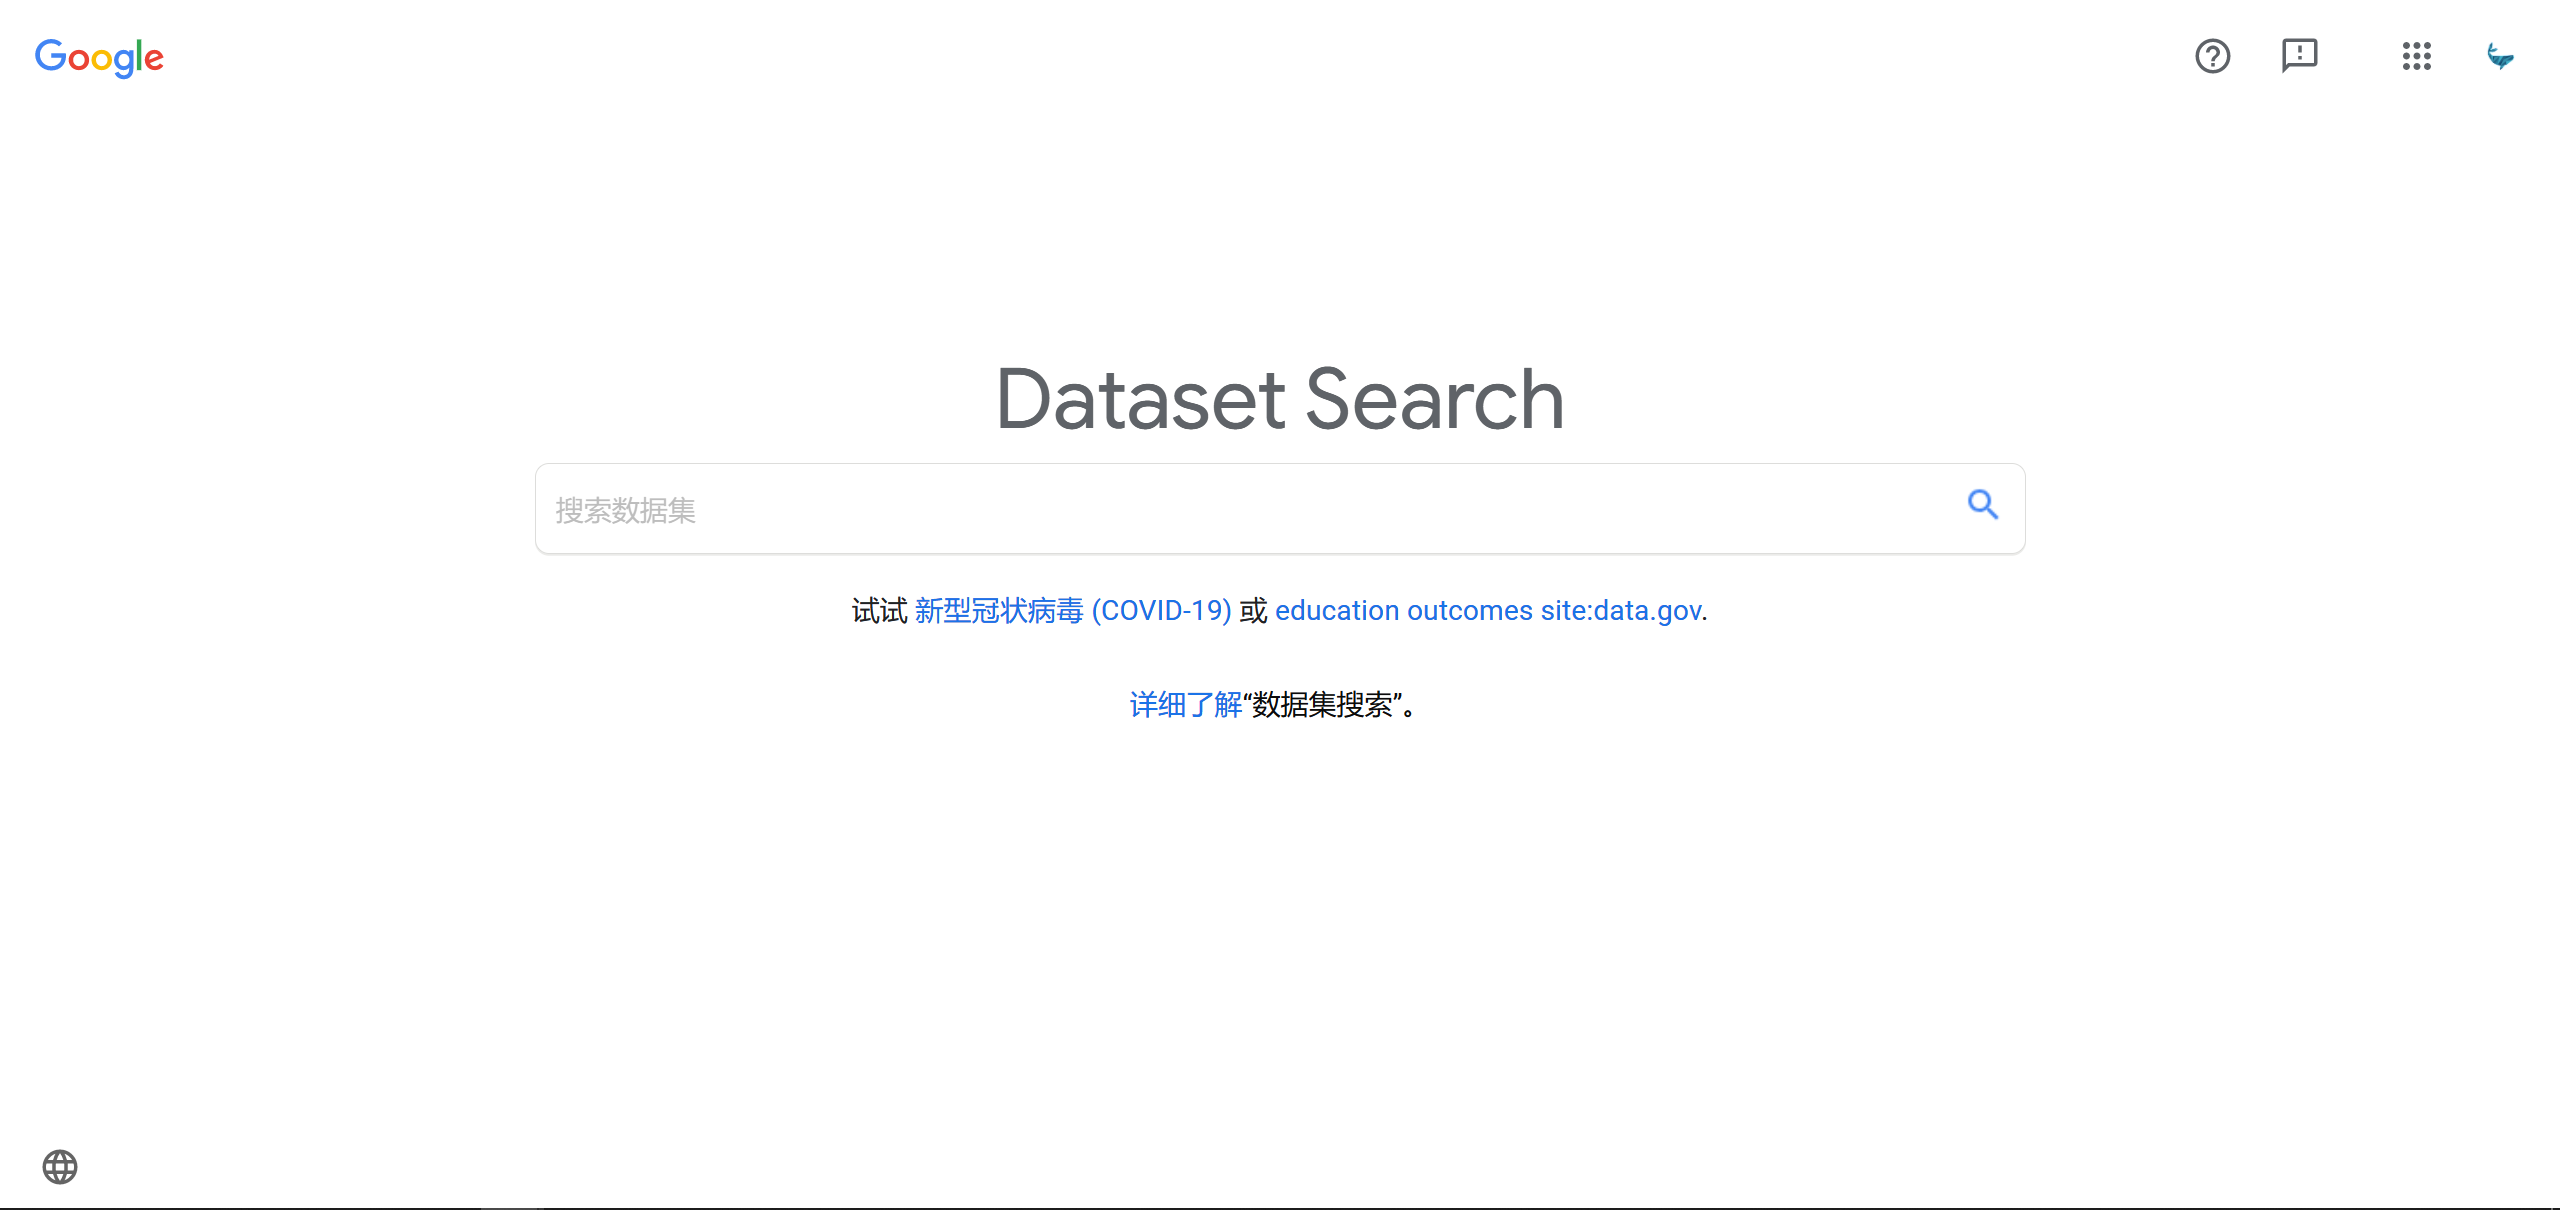 Google
Dataset Search
搜索数据集
试试 新型冠状病毒 (COVID-19) 或 education outcomes site:data.gov.
详细了解“数据集搜索”。